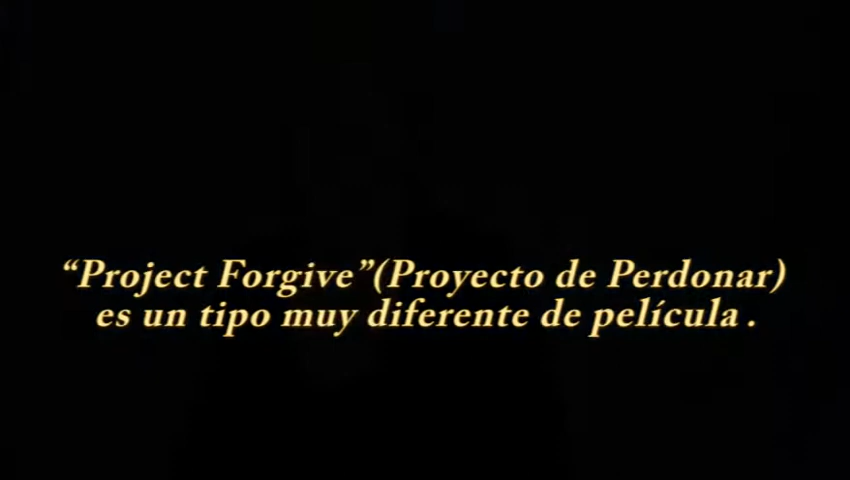 “Project Forgive”(Proyecto de Perdonar)
es un tipo muy diferente de película .